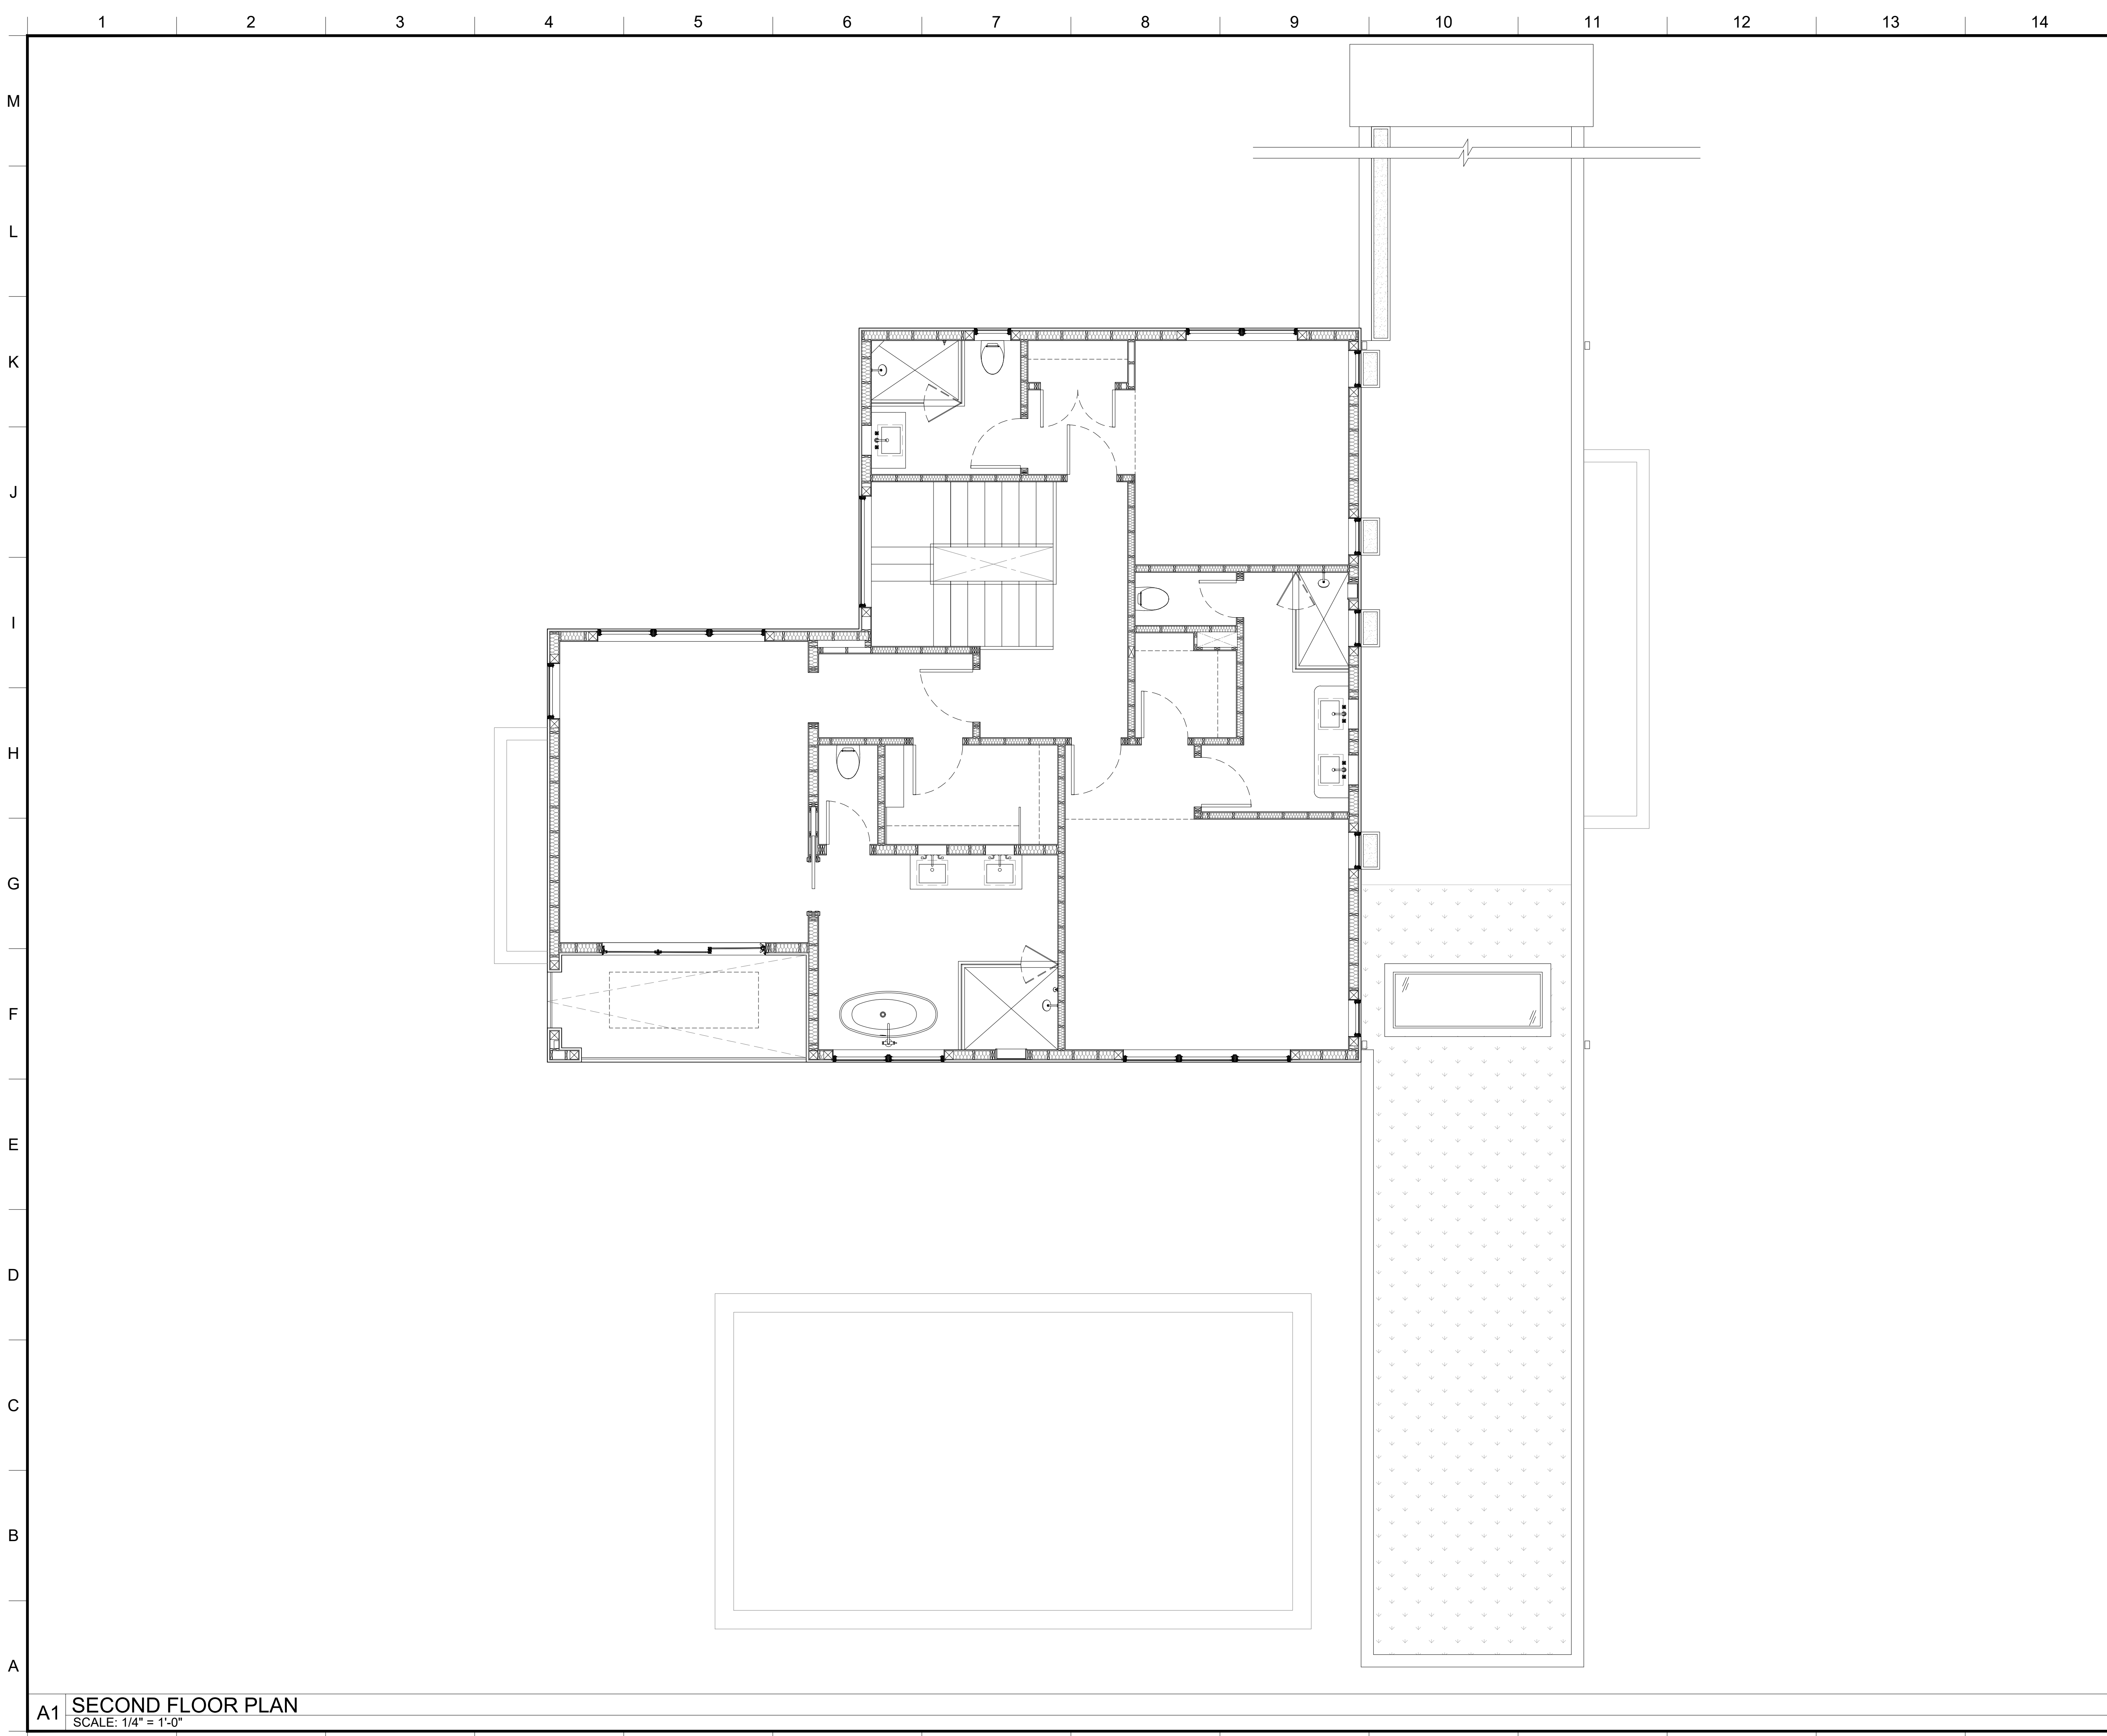 1 2 3 4 5 6 7 8 9 10 11 12 13 14
M
L
K
J
I
H
G
F
E
D
C
B
A
A1 SECOND FLOOR PLAN
SCALE: 1/4" = 1'-0"